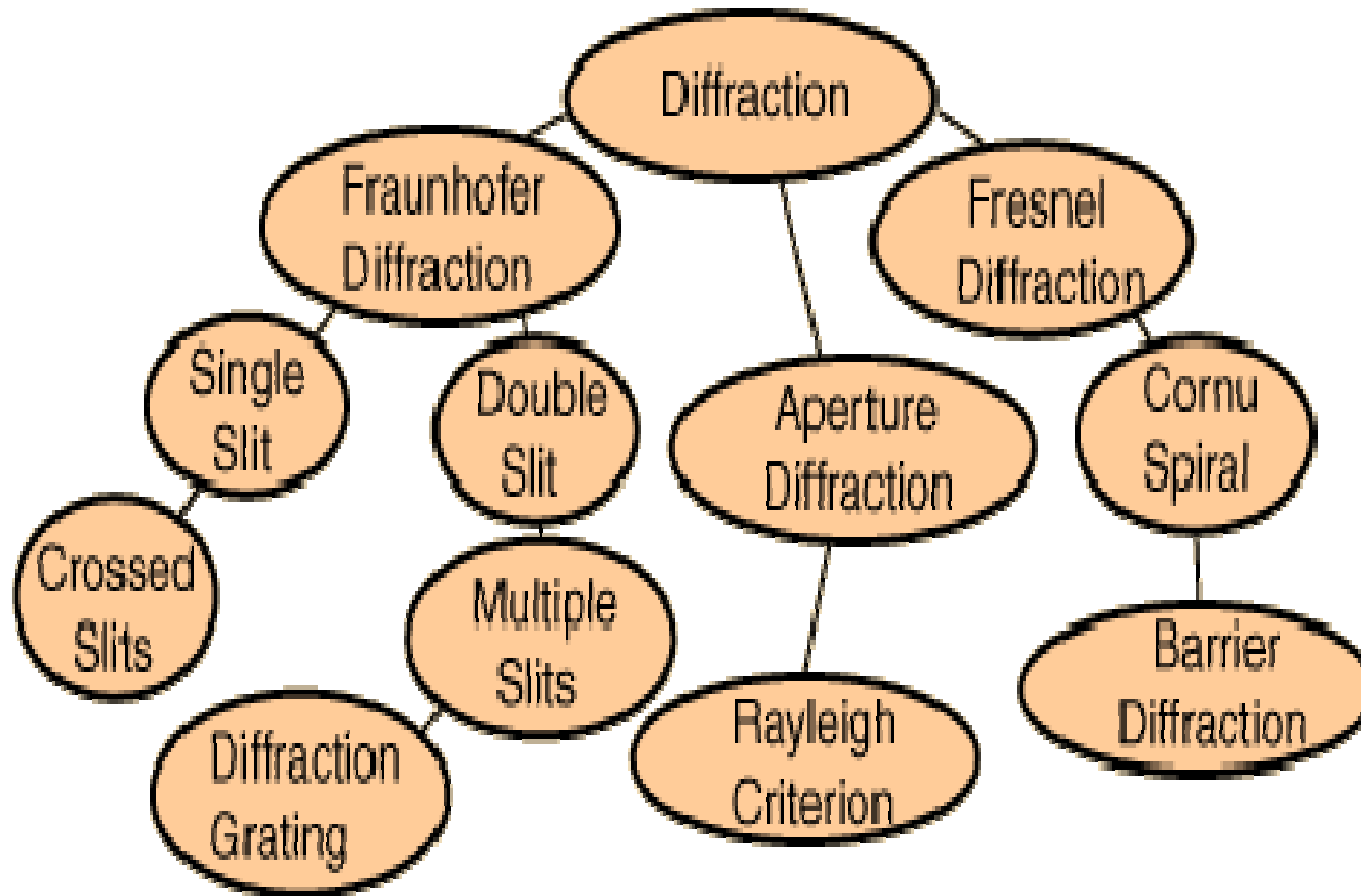 Diffraction
Fraunhofer
Diffraction
Fresnel
Diffraction
Single
Slit
Double
Slit
Aperture
Diffraction
Cornu
Spiral
Crossed
Slits
Multiple
Slits
Barrier
Diffraction
Diffraction
Grating
Rayleigh
Criterion